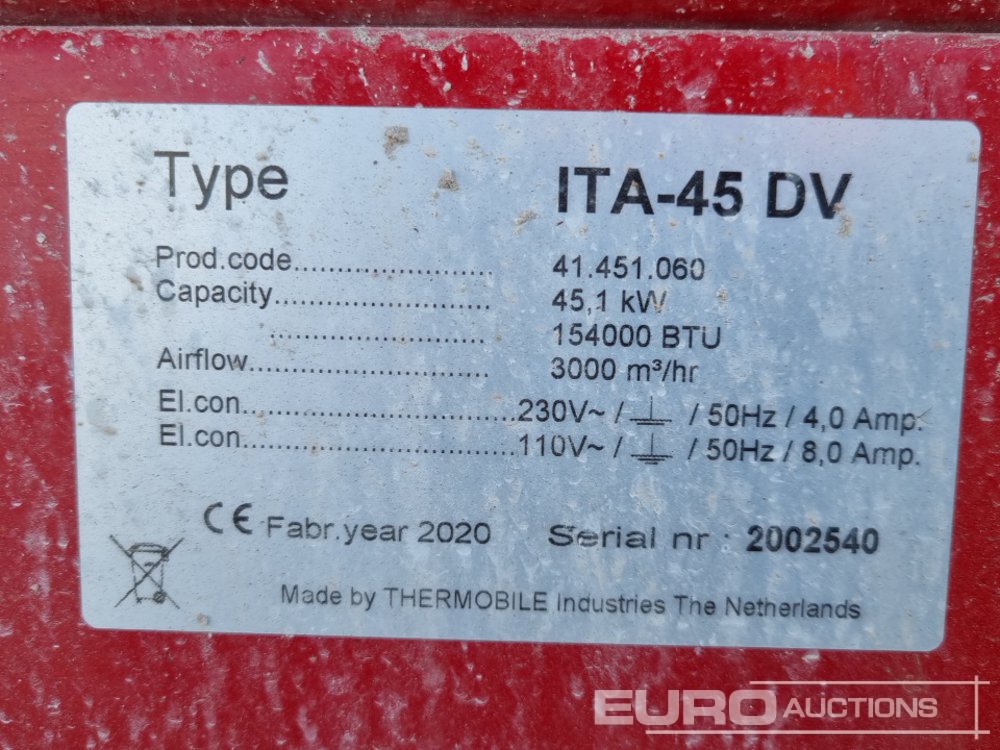 Type ITA-45 DV
Prod.code...................... 41.451.060
Capacity........................ 45,1 kW
........................ 154000 BTU
Airflow........................... 3000 m³/hr
El.con..............................230V~ / ⏚ / 50Hz / 4,0 Amp.
El.con..............................110V~ / ⏚ / 50Hz / 8,0 Amp.
CE Fabr.year 2020 Serial nr : 2002540
Made by THERMOBILE Industries The Netherlands
EURO AUCTIONS